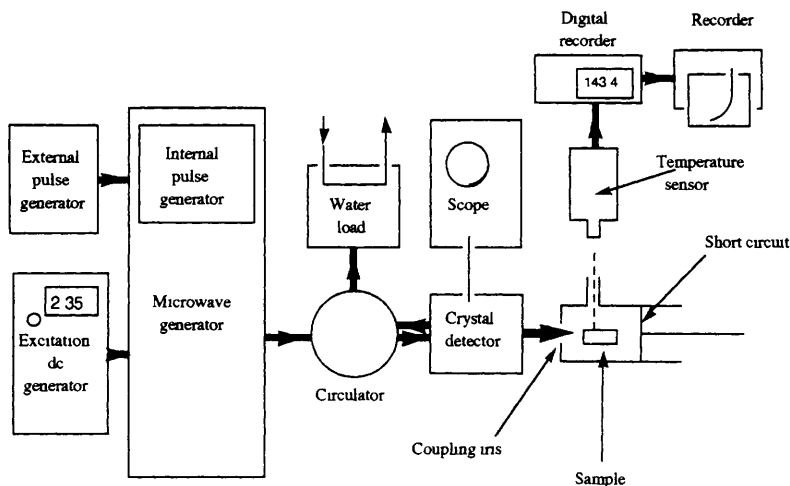 Digital
recorder
Recorder
143 4
External
pulse
generator
Internal
pulse
generator
Water
load
Scope
Temperature
sensor
Short circuit
2 35
Excitation
dc
generator
Microwave
generator
Crystal
detector
Circulator
Coupling iris
Sample